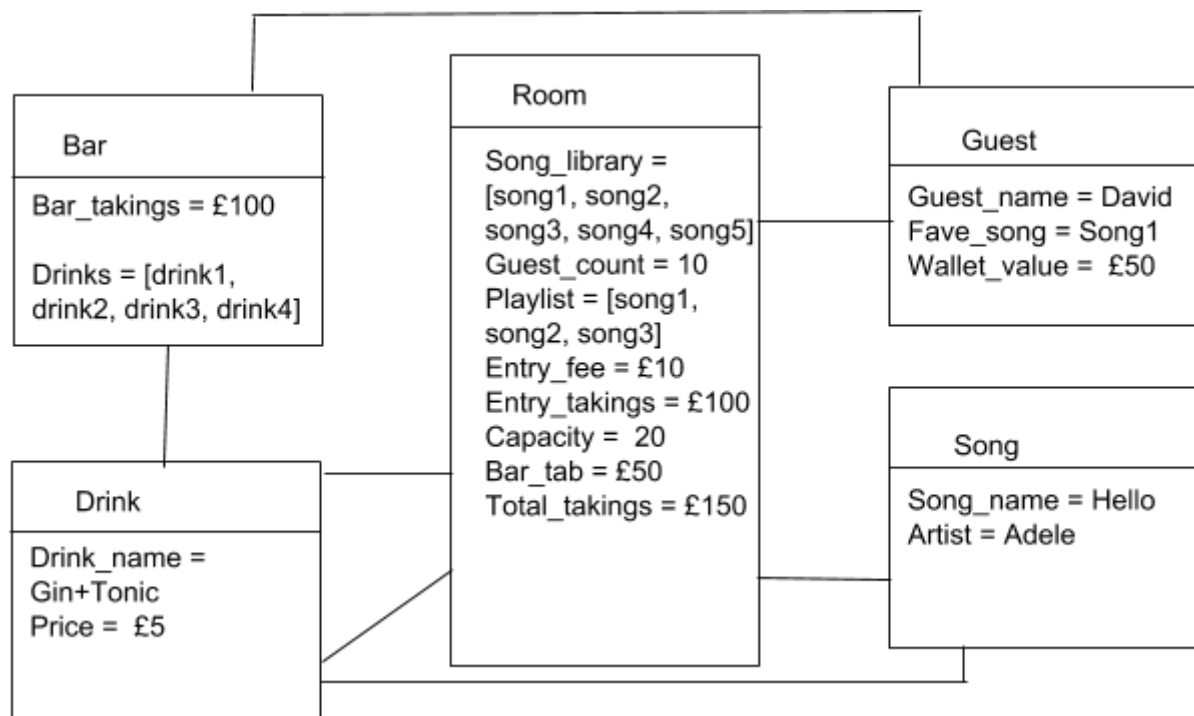 Bar
Bar_takings = £100
Drinks = [drink1,
drink2, drink3, drink4]
Drink
Drink_name =
Gin+Tonic
Price =  £5
Room
Song_library =
[song1, song2,
song3, song4, song5]
Guest_count = 10
Playlist = [song1,
song2, song3]
Entry_fee = £10
Entry_takings = £100
Capacity =  20
Bar_tab = £50
Total_takings = £150
Guest
Guest_name = David
Fave_song = Song1
Wallet_value =  £50
Song
Song_name = Hello
Artist = Adele